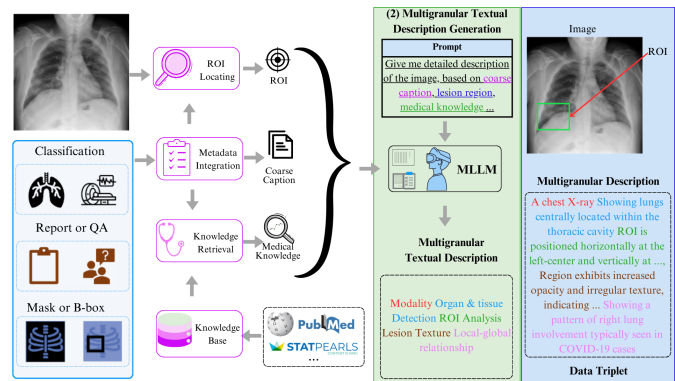 Classification
Report or QA
Mask or B-box
ROI
Locating
ROI
Metadata
Integration
Coarse
Caption
Knowledge
Retrieval
Medical
Knowledge
Knowledge
Base
PubMed
STATPEARLS
...
(2) Multigranular Textual
Description Generation
Prompt
Give me detailed description
of the image, based on coarse
caption, lesion region,
medical knowledge ...
MLLM
Multigranular
Textual Description
Modality Organ & tissue
Detection ROI Analysis
Lesion Texture Local-global
relationship
Image
ROI
Multigranular Description
A chest X-ray Showing lungs
centrally located within the
thoracic cavity ROI is
positioned horizontally at the
left-center and vertically at ...,
Region exhibits increased
opacity and irregular texture,
indicating ... Showing a
pattern of right lung
involvement typically seen in
COVID-19 cases
Data Triplet